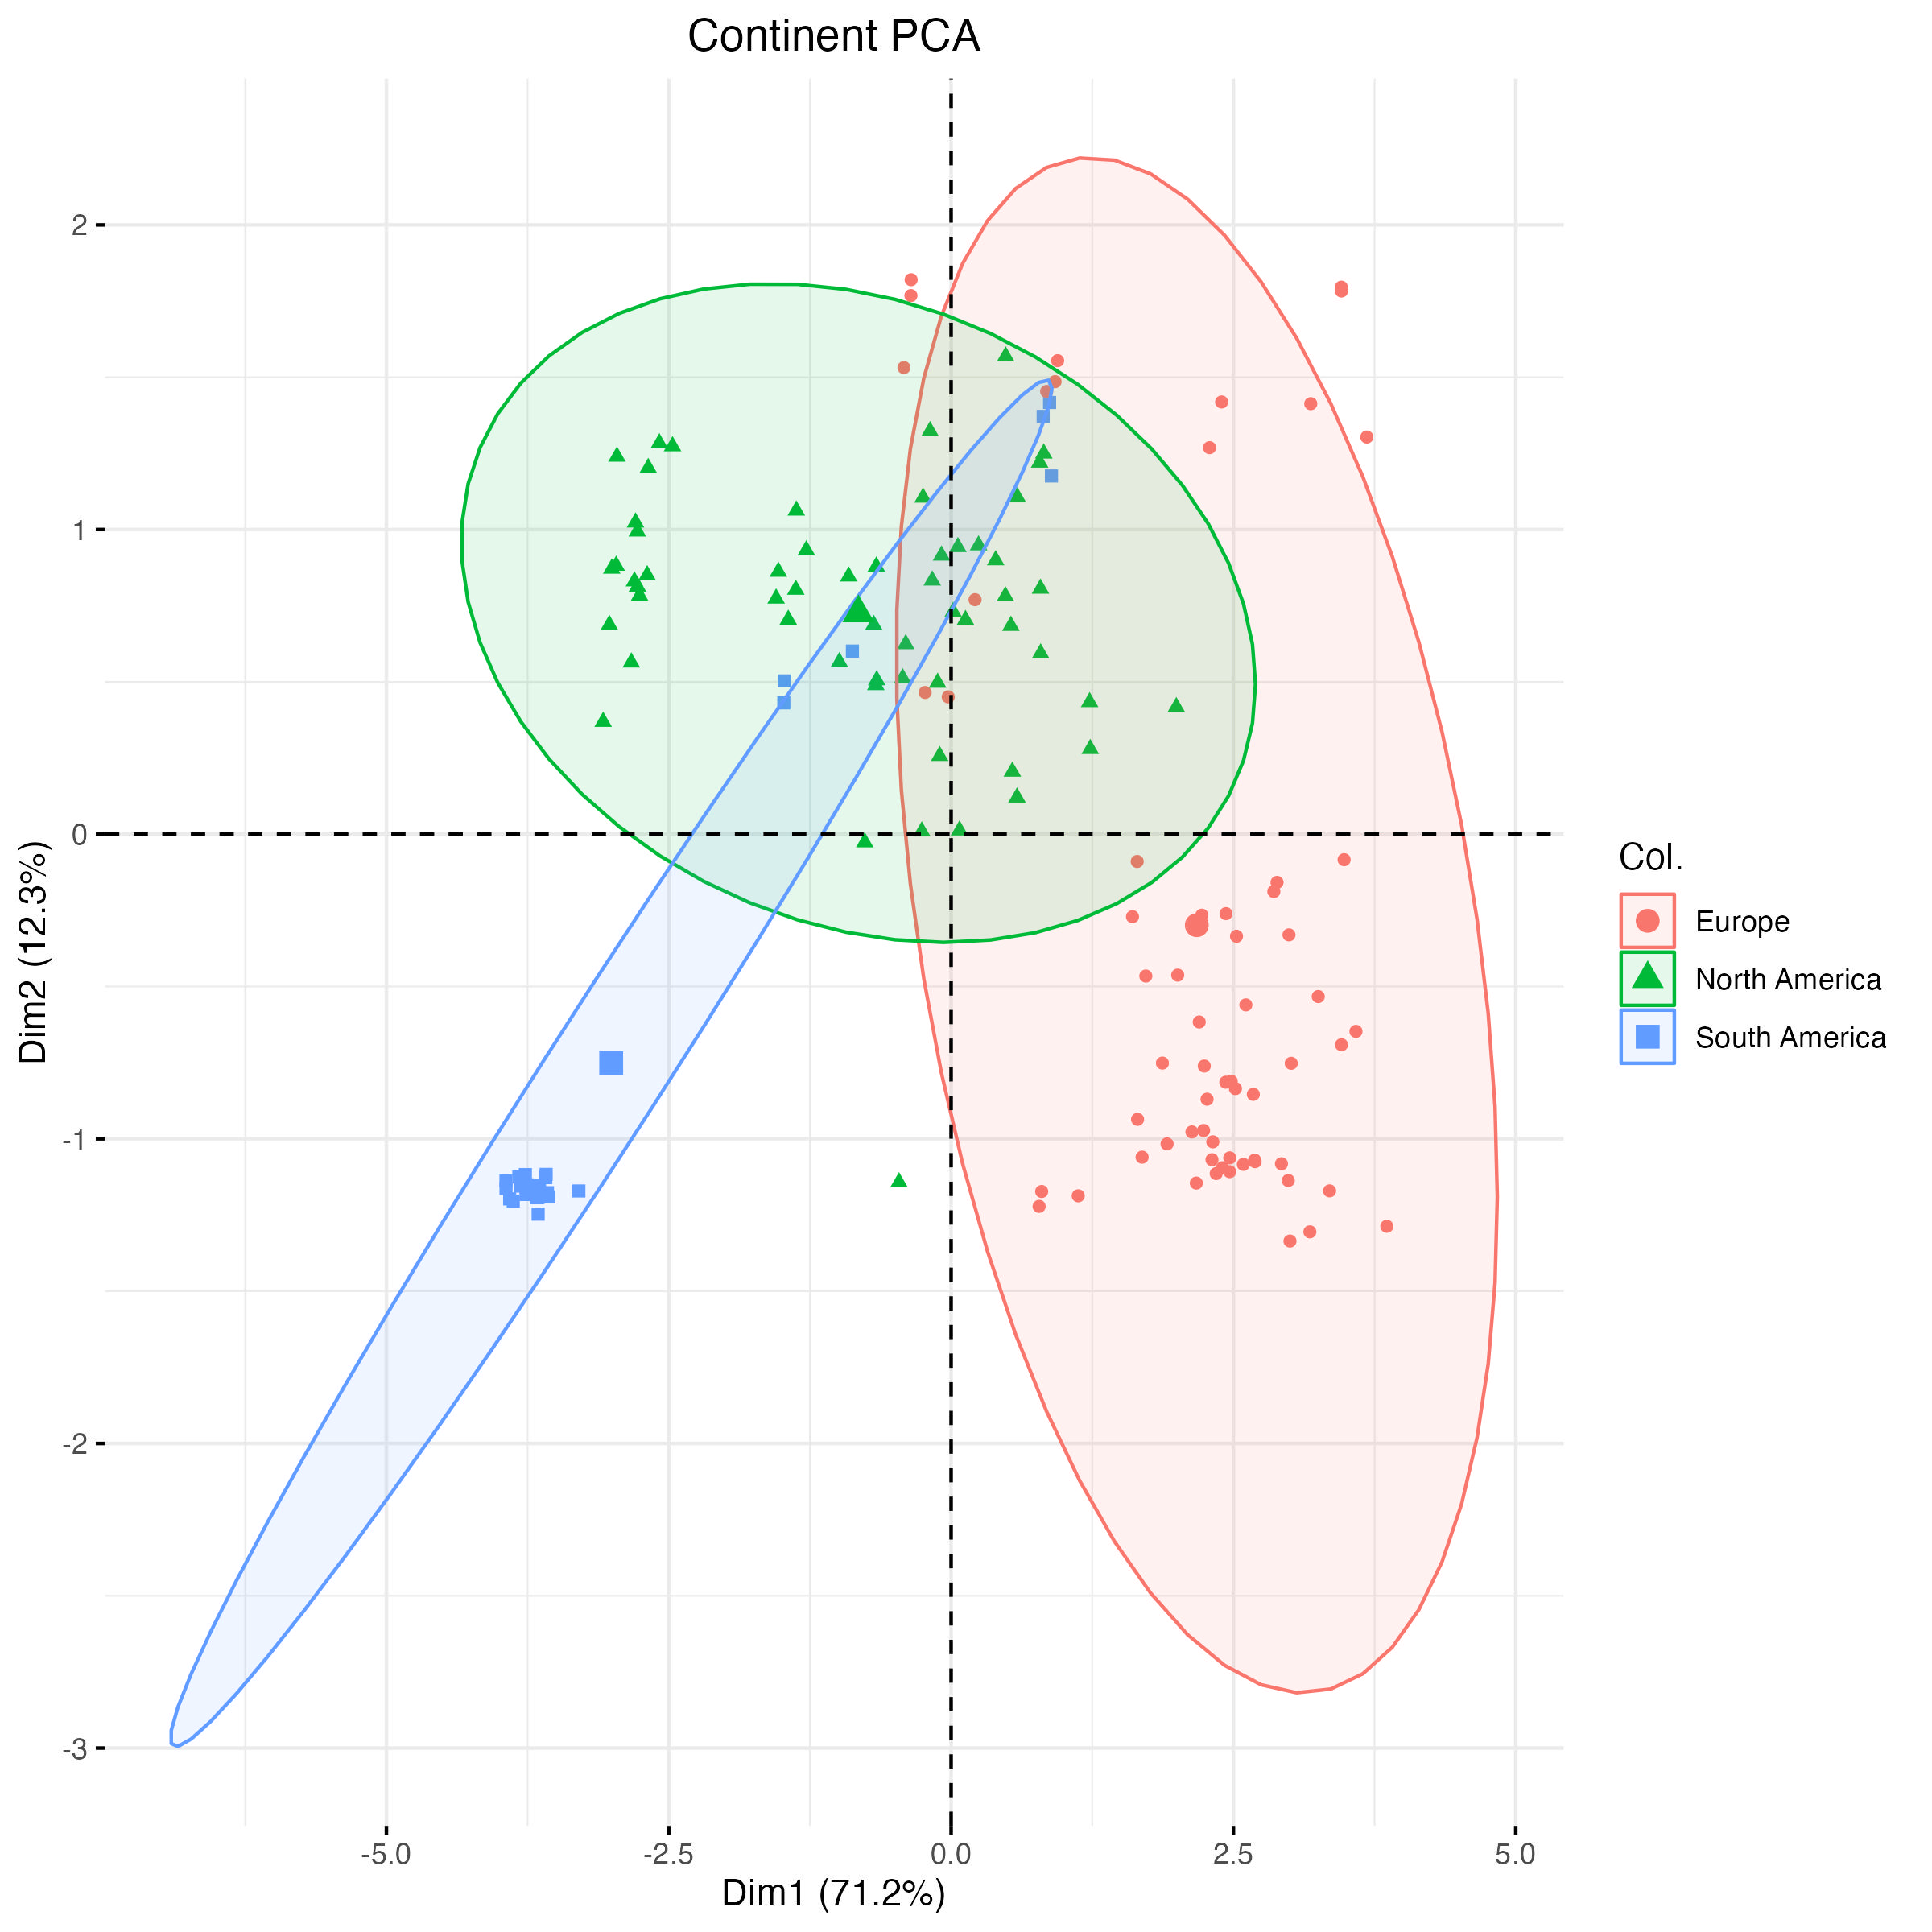 Continent PCA
2
1
0
-1
-2
-3
Dim2 (12.3%)
-5.0 -2.5 0.0 2.5 5.0
Dim1 (71.2%)
Col.
Europe
North America
South America